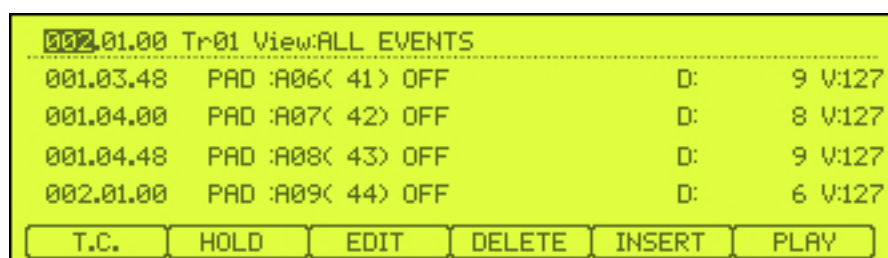 002.01.00 Tr01 View:ALL EVENTS
001.03.48 PAD :A06( 41) OFF D: 9 V:127
001.04.00 PAD :A07( 42) OFF D: 8 V:127
001.04.48 PAD :A08( 43) OFF D: 9 V:127
002.01.00 PAD :A09( 44) OFF D: 6 V:127
T.C. HOLD EDIT DELETE INSERT PLAY